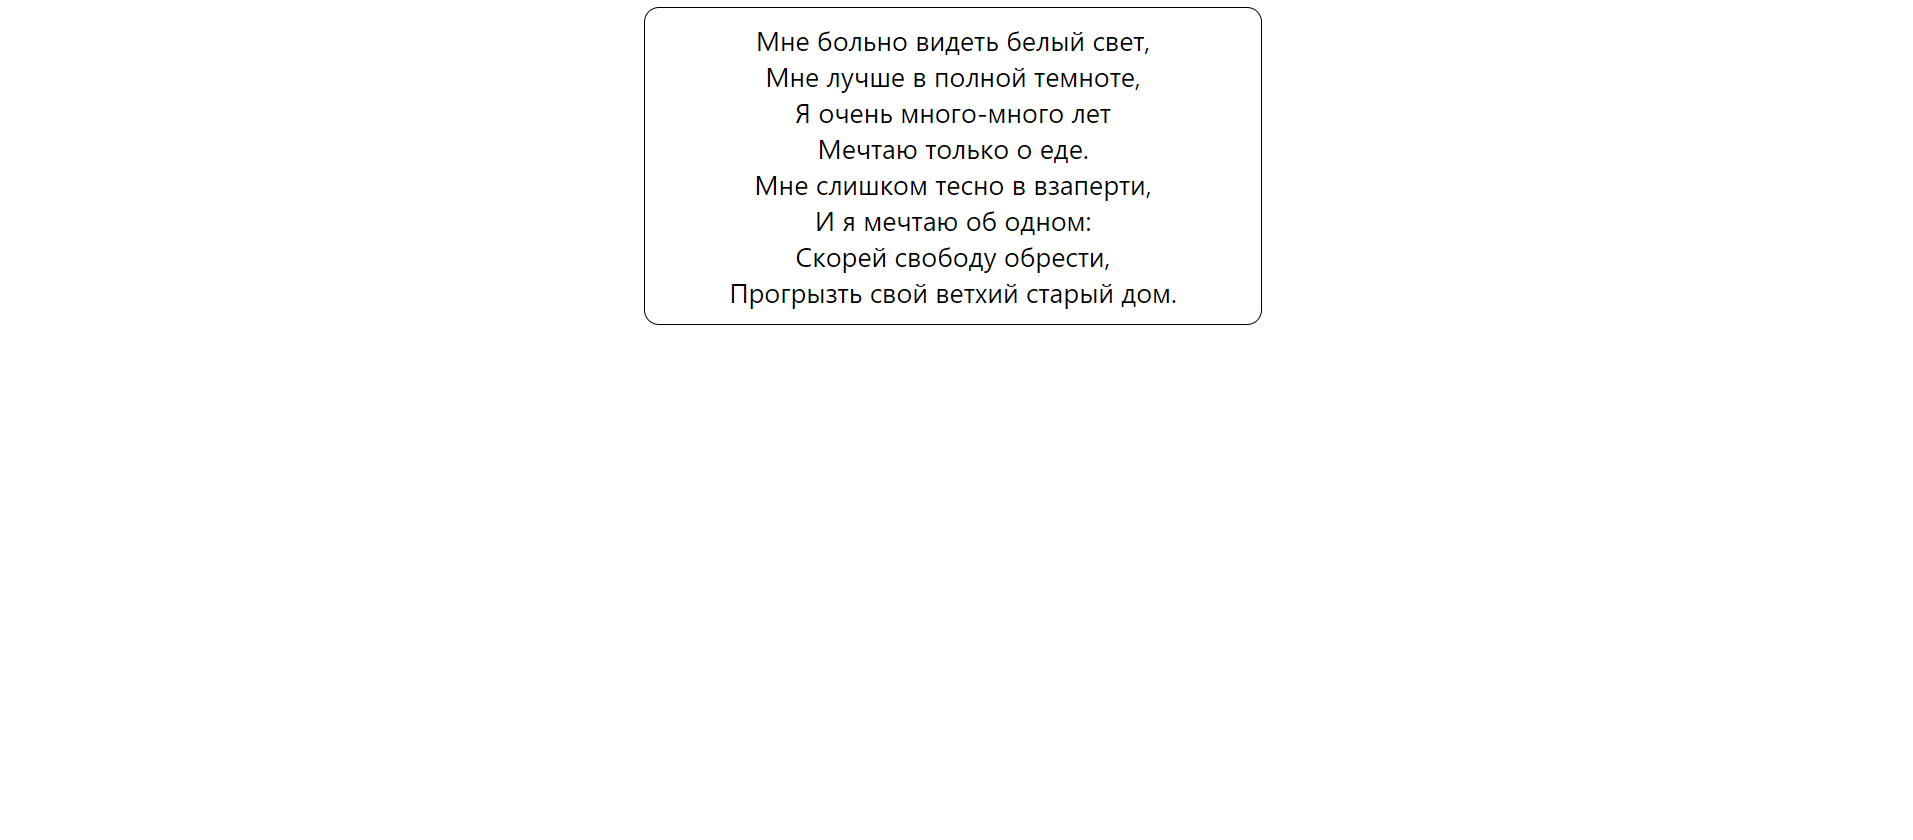 Мне больно видеть белый свет,
Мне лучше в полной темноте,
Я очень много-много лет
Мечтаю только о еде.
Мне слишком тесно в взаперти,
И я мечтаю об одном:
Скорей свободу обрести,
Прогрызть свой ветхий старый дом.